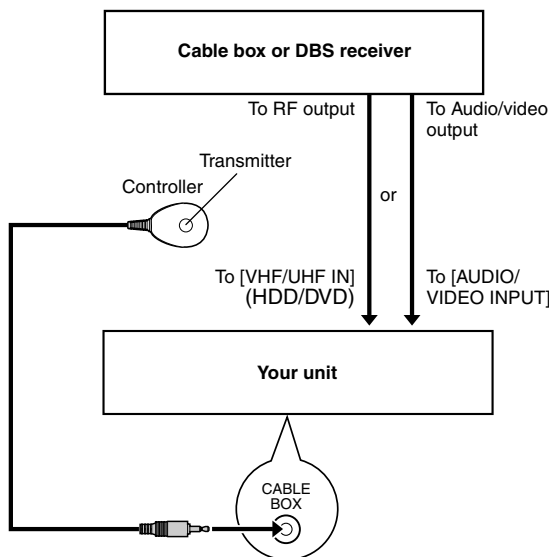 Cable box or DBS receiver
To RF output
To Audio/video
output
Transmitter
Controller
or
To [VHF/UHF IN]
(HDD/DVD)
To [AUDIO/
VIDEO INPUT]
Your unit
CABLE
BOX